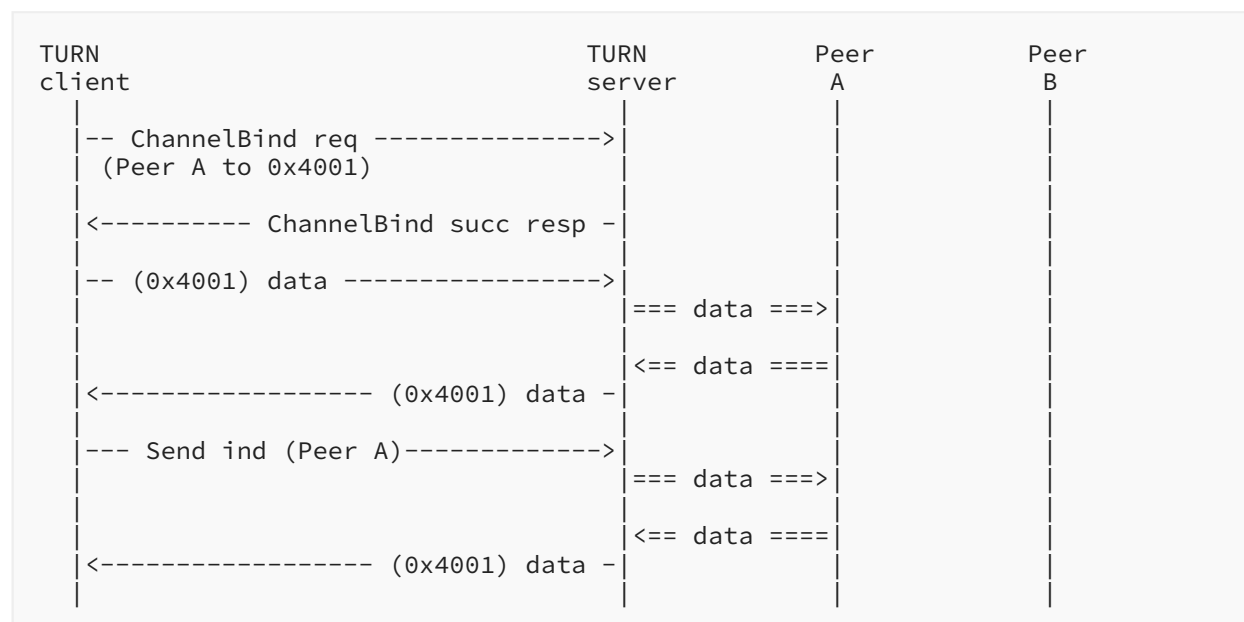 TURN TURN Peer Peer
client server A B
|-- ChannelBind req --------------->|
(Peer A to 0x4001)
|<---------- ChannelBind succ resp -|
|-- (0x4001) data ----------------->|
|=== data ===>|
|<== data ====|
|<------------------ (0x4001) data -|
|--- Send ind (Peer A)------------->|
|=== data ===>|
|<== data ====|
|<------------------ (0x4001) data -|